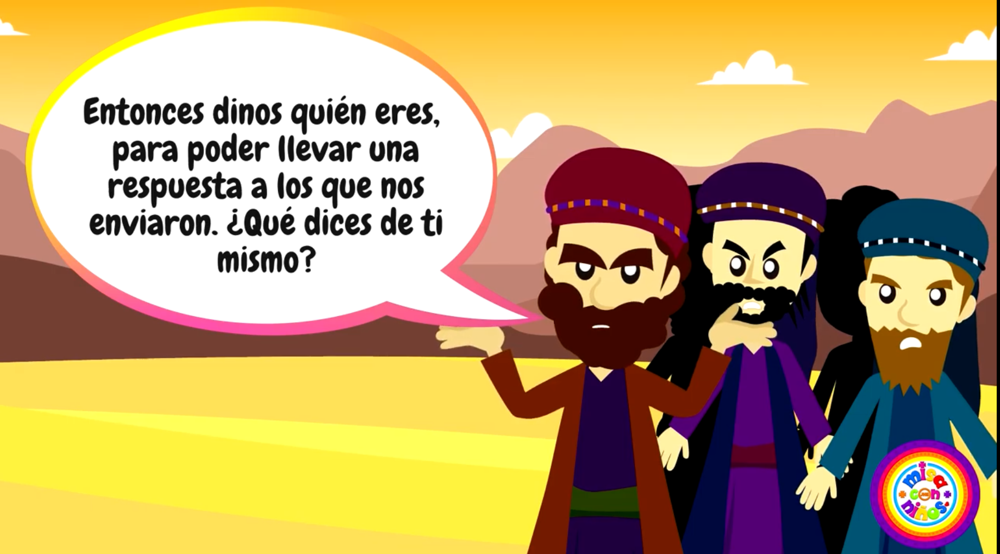 Entonces dinos quién eres,
para poder llevar una
respuesta a los que nos
enviaron. ¿Qué dices de ti
mismo?
misa
con
niños